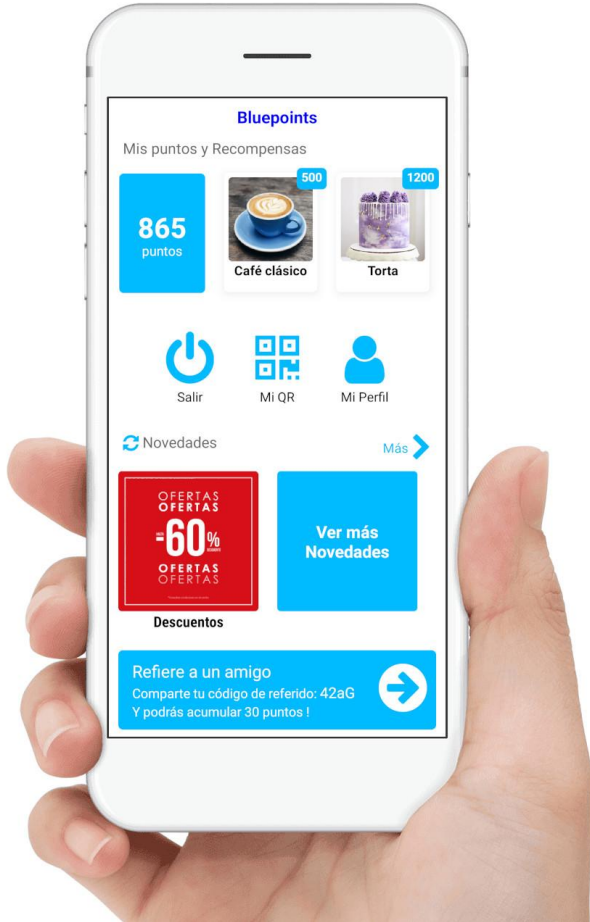 Bluepoints
Mis puntos y Recompensas
865
puntos
500
Café clásico
1200
Torta
Salir
Mi QR
Mi Perfil
Novedades
Más
OFERTAS
OFERTAS
-60%
OFERTAS
OFERTAS
Descuentos
Ver más
Novedades
Refiere a un amigo
Comparte tu código de referido: 42aG
Y podrás acumular 30 puntos !